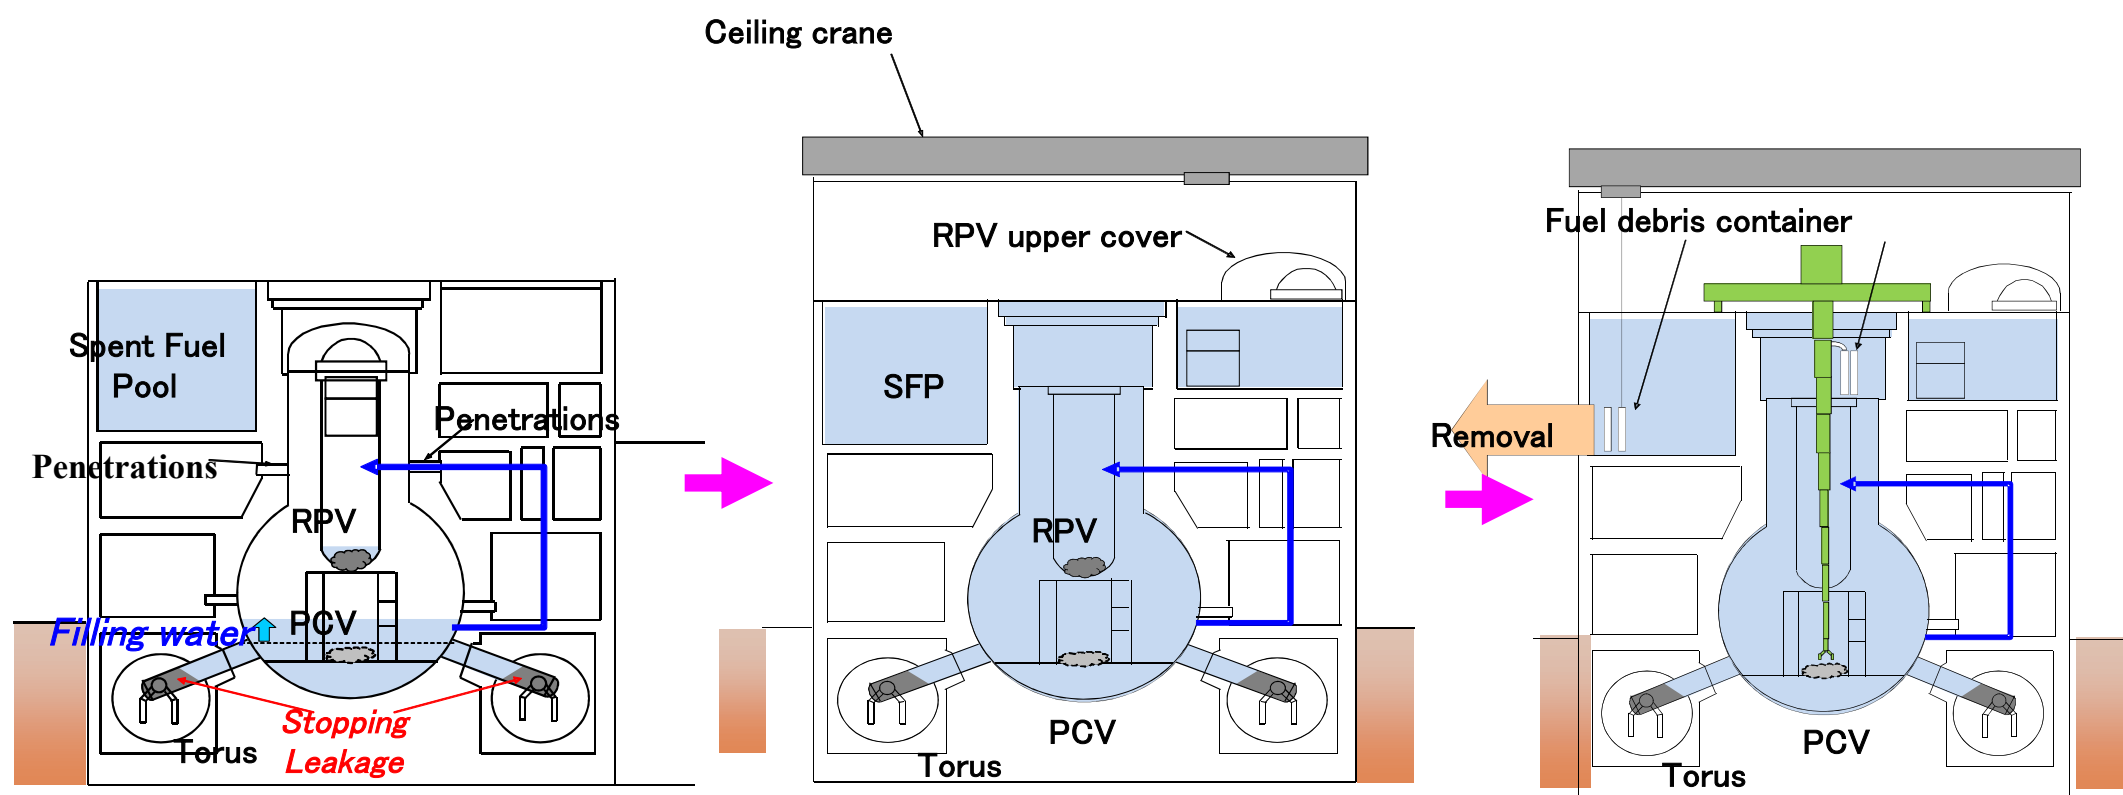 Ceiling crane
Spent Fuel
Pool
Penetrations
Penetrations
RPV
PCV
Filling water
Stopping
Leakage
Torus
RPV upper cover
SFP
RPV
PCV
Torus
Fuel debris container
Removal
PCV
Torus